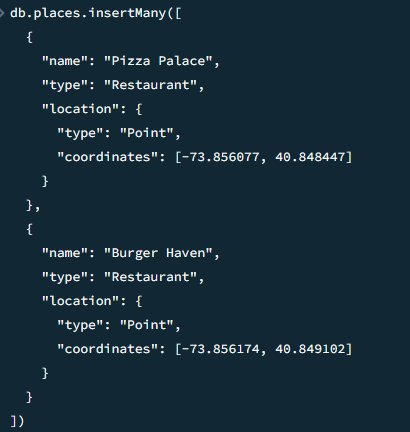 > db.places.insertMany([
  {
    "name": "Pizza Palace",
    "type": "Restaurant",
    "location": {
      "type": "Point",
      "coordinates": [-73.856077, 40.848447]
    }
  },
  {
    "name": "Burger Haven",
    "type": "Restaurant",
    "location": {
      "type": "Point",
      "coordinates": [-73.856174, 40.849102]
    }
  }
])